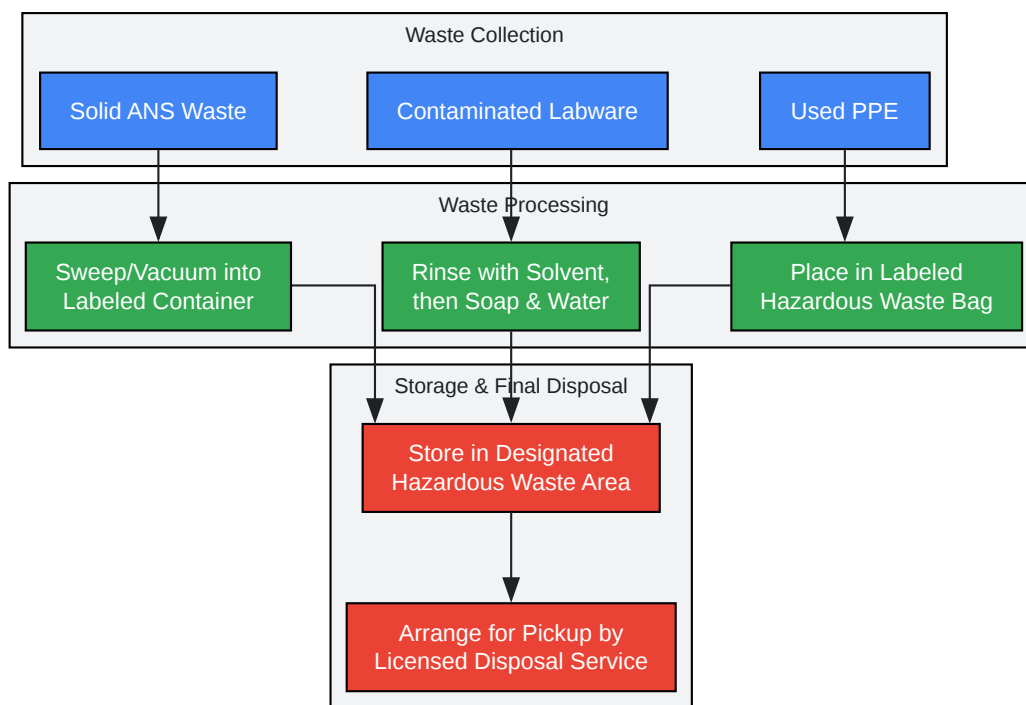 Waste Collection
Solid ANS Waste
Contaminated Labware
Used PPE
Waste Processing
Sweep/Vacuum into
Labeled Container
Rinse with Solvent,
then Soap & Water
Place in Labeled
Hazardous Waste Bag
Storage & Final Disposal
Store in Designated
Hazardous Waste Area
Arrange for Pickup by
Licensed Disposal Service